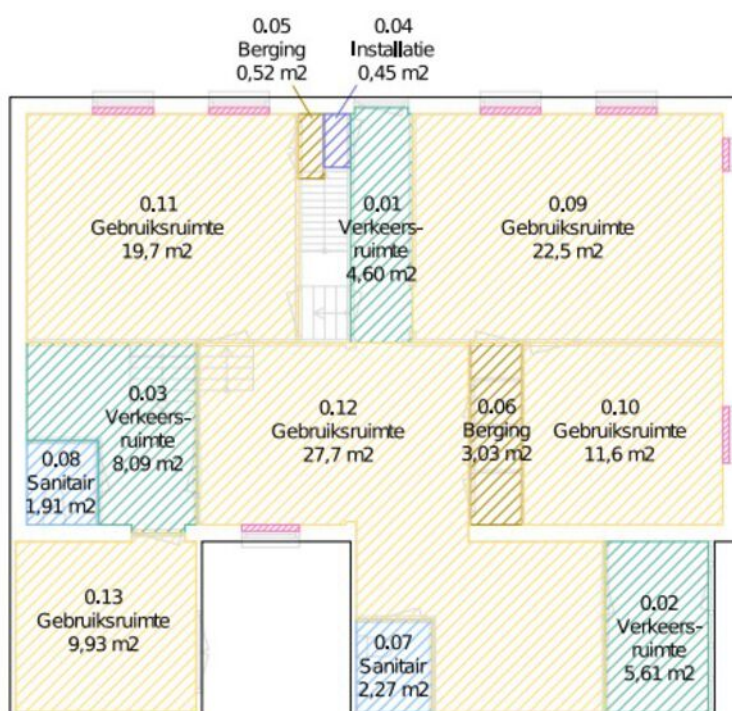 0.05
Berging
0,52 m2
0.04
Installatie
0,45 m2
0.11
Gebruiksruimte
19,7 m2
0.01
Verkeers-
ruimte
4,60 m2
0.09
Gebruiksruimte
22,5 m2
0.03
Verkeers-
ruimte
8,09 m2
0.12
Gebruiksruimte
27,7 m2
0.06
Berging
3,03 m2
0.10
Gebruiksruimte
11,6 m2
0.08
Sanitair
1,91 m2
0.13
Gebruiksruimte
9,93 m2
0.07
Sanitair
2,27 m2
0.02
Verkeers-
ruimte
5,61 m2